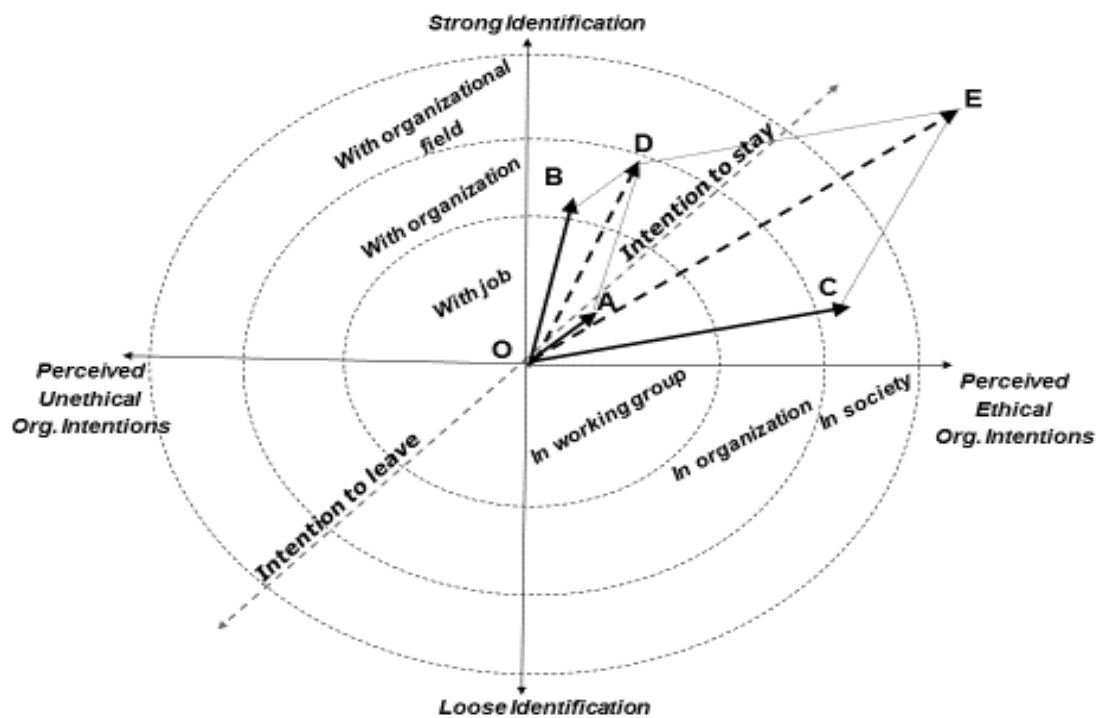 Strong Identification
With organizational
field
E
D
Intention to stay
B
With organization
With job
A
C
O
Perceived
Unethical
Org. Intentions
Perceived
Ethical
Org. Intentions
In working group
In organization
In society
Intention to leave
Loose Identification